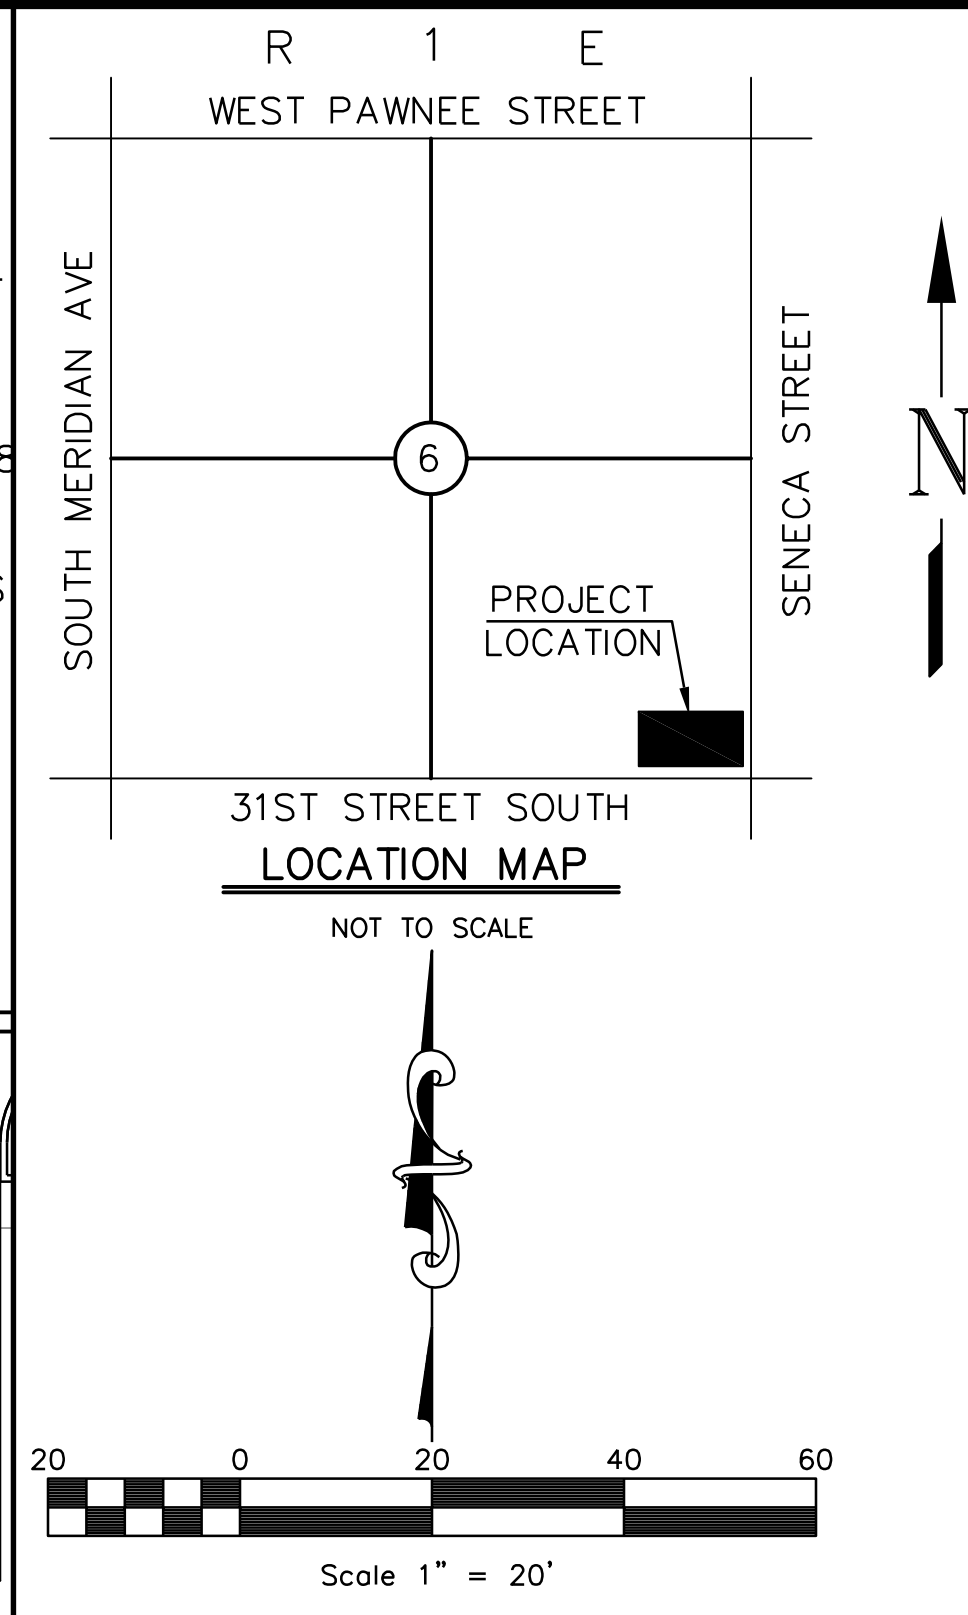 R 1 E
WEST PAWNEE STREET
SOUTH MERIDIAN AVE
SENECA STREET
N
6
PROJECT
LOCATION
31ST STREET SOUTH
LOCATION MAP
NOT TO SCALE
20 0 20 40 60
Scale 1" = 20'